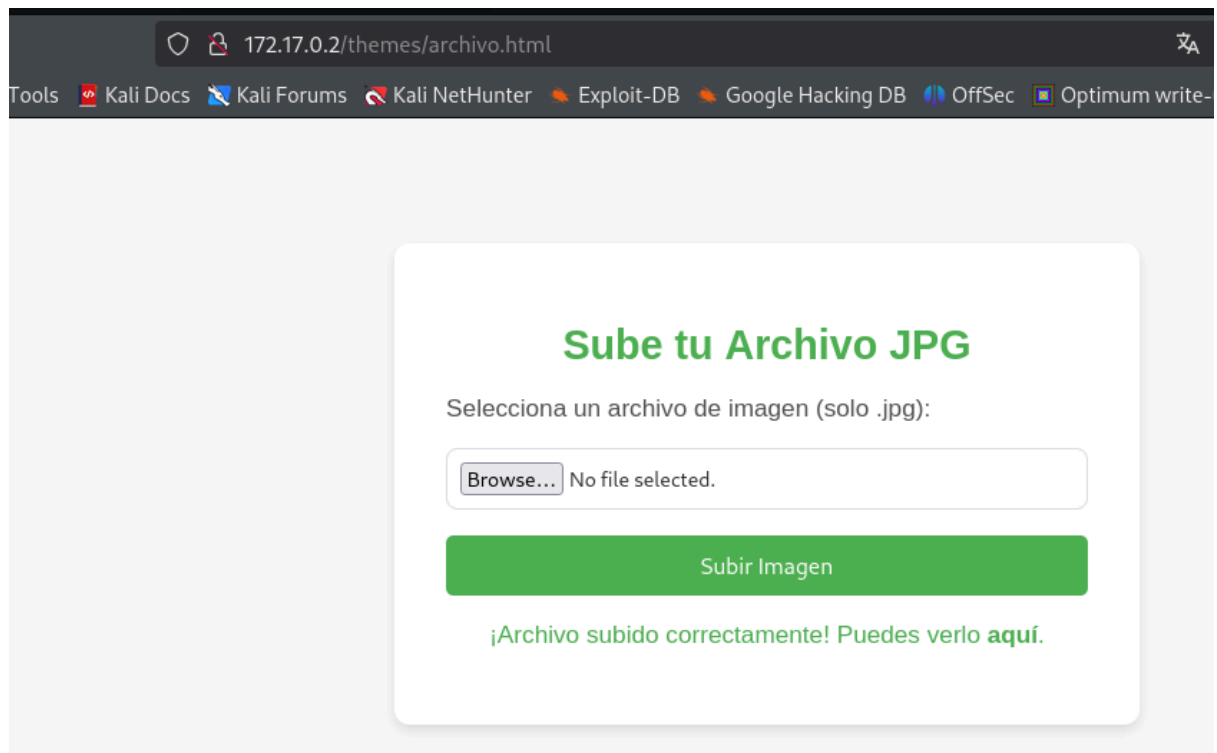 172.17.0.2/themes/archivo.html
Tools Kali Docs Kali Forums Kali NetHunter Exploit-DB Google Hacking DB OffSec Optimum write-
Sube tu Archivo JPG
Selecciona un archivo de imagen (solo .jpg):
Browse... No file selected.
Subir Imagen
¡Archivo subido correctamente! Puedes verlo aquí.